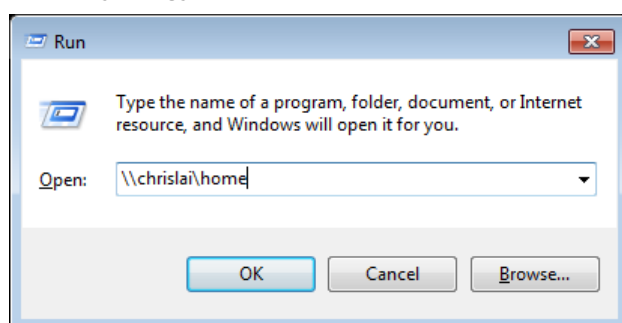 Run
Type the name of a program, folder, document, or Internet
resource, and Windows will open it for you.
Open: \\chrislai\home
OK Cancel Browse...